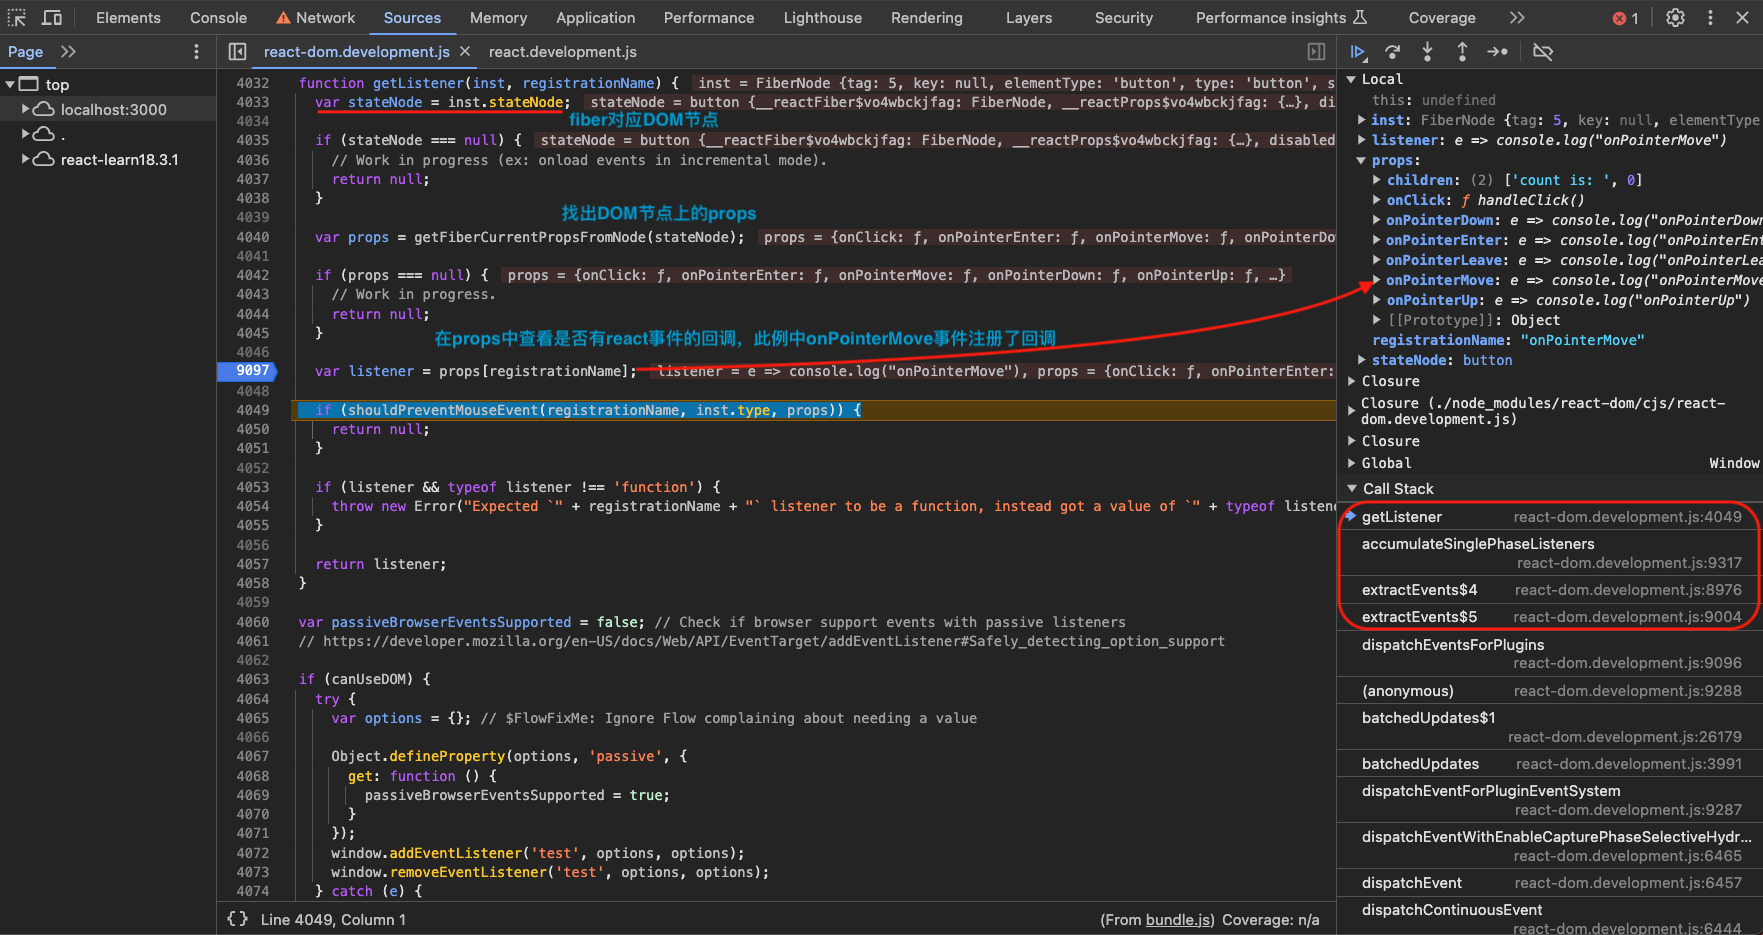 Elements Console Network Sources Memory Application Performance Lighthouse Rendering Layers Security Performance insights Coverage 1
Page
react-dom.development.js
react.development.js
top
localhost:3000
.
react-learn18.3.1
4032 function getListener(inst, registrationName) { inst = FiberNode {tag: 5, key: null, elementType: 'button', type: 'button', s
4033 var stateNode = inst.stateNode; stateNode = button {__reactFiber$vo4wbckjfag: FiberNode, __reactProps$vo4wbckjfag: {…}, di
4034 fiber对应DOM节点
4035 if (stateNode === null) { stateNode = button {__reactFiber$vo4wbckjfag: FiberNode, __reactProps$vo4wbckjfag: {…}, disabled
4036 // Work in progress (ex: onload events in incremental mode).
4037 return null;
4038 }
4039 找出DOM节点上的props
4040 var props = getFiberCurrentPropsFromNode(stateNode); props = {onClick: ƒ, onPointerEnter: ƒ, onPointerMove: ƒ, onPointerDo
4041
4042 if (props === null) { props = {onClick: ƒ, onPointerEnter: ƒ, onPointerMove: ƒ, onPointerDown: ƒ, onPointerUp: ƒ, …}
4043 // Work in progress.
4044 return null;
4045 }
在props中查看是否有react事件的回调，此例中onPointerMove事件注册了回调
4046
9097 var listener = props[registrationName]; listener = e => console.log("onPointerMove"), props = {onClick: ƒ, onPointerEnter:
4048
4049 if (shouldPreventMouseEvent(registrationName, inst.type, props)) {
4050 return null;
4051 }
4052
4053 if (listener && typeof listener !== 'function') {
4054 throw new Error("Expected `" + registrationName + "` listener to be a function, instead got a value of `" + typeof listene
4055 }
4056
4057 return listener;
4058 }
4059
4060 var passiveBrowserEventsSupported = false; // Check if browser support events with passive listeners
4061 // https://developer.mozilla.org/en-US/docs/Web/API/EventTarget/addEventListener#Safely_detecting_option_support
4062
4063 if (canUseDOM) {
4064 try {
4065 var options = {}; // $FlowFixMe: Ignore Flow complaining about needing a value
4066
4067 Object.defineProperty(options, 'passive', {
4068 get: function () {
4069 passiveBrowserEventsSupported = true;
4070 }
4071 });
4072 window.addEventListener('test', options, options);
4073 window.removeEventListener('test', options, options);
4074 } catch (e) {
{} Line 4049, Column 1
(From bundle.js) Coverage: n/a
Local
this: undefined
inst: FiberNode {tag: 5, key: null, elementType
listener: e => console.log("onPointerMove")
props:
children: (2) ['count is: ', 0]
onClick: ƒ handleClick()
onPointerDown: e => console.log("onPointerDown
onPointerEnter: e => console.log("onPointerEnt
onPointerLeave: e => console.log("onPointerLea
onPointerMove: e => console.log("onPointerMove
onPointerUp: e => console.log("onPointerUp")
[[Prototype]]: Object
registrationName: "onPointerMove"
stateNode: button
Closure
Closure (./node_modules/react-dom/cjs/react-
dom.development.js)
Closure
Global Window
Call Stack
getListener react-dom.development.js:4049
accumulateSinglePhaseListeners
react-dom.development.js:9317
extractEvents$4 react-dom.development.js:8976
extractEvents$5 react-dom.development.js:9004
dispatchEventsForPlugins
react-dom.development.js:9096
(anonymous) react-dom.development.js:9288
batchedUpdates$1
react-dom.development.js:26179
batchedUpdates react-dom.development.js:3991
dispatchEventForPluginEventSystem
react-dom.development.js:9287
dispatchEventWithEnableCapturePhaseSelectiveHydr…
react-dom.development.js:6465
dispatchEvent react-dom.development.js:6457
dispatchContinuousEvent
react-dom.development.js:6444